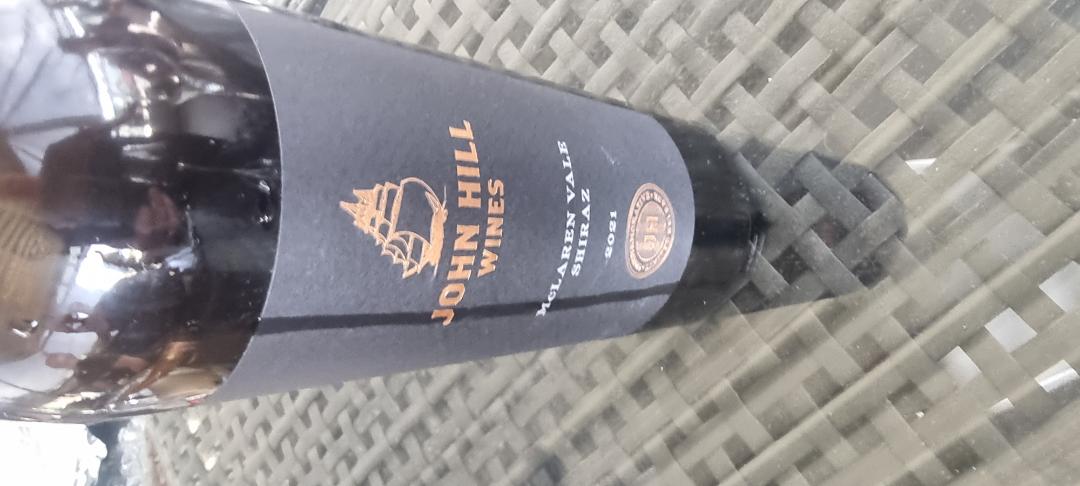 JOHN HILL
WINES
McLAREN VALE
SHIRAZ
2021